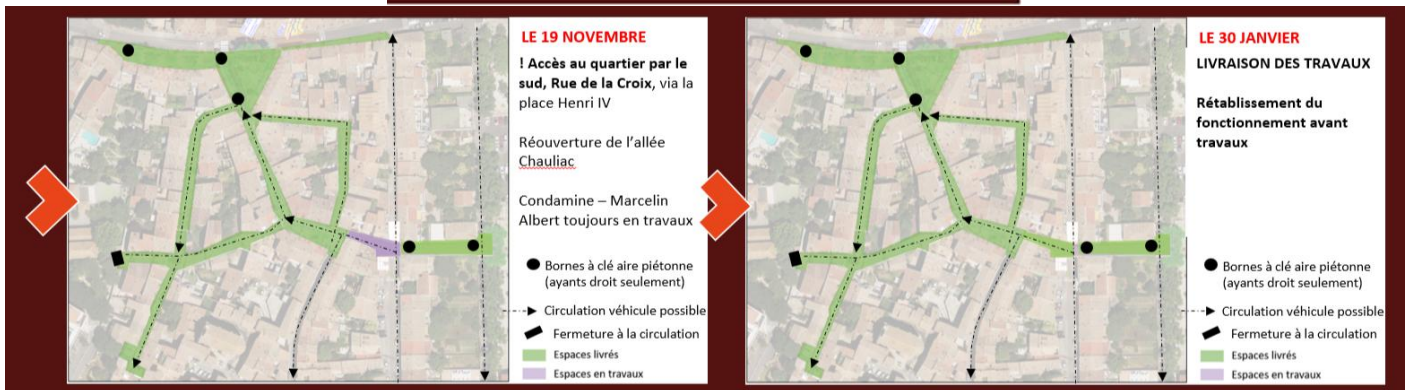 LE 19 NOVEMBRE
! Accès au quartier par le
sud, Rue de la Croix, via la
place Henri IV
Réouverture de l'allée
Chauliac
Condamine – Marcelin
Albert toujours en travaux
Bornes à clé aire piétonne
(ayants droit seulement)
Circulation véhicule possible
Fermeture à la circulation
Espaces livrés
Espaces en travaux
LE 30 JANVIER
LIVRAISON DES TRAVAUX
Rétablissement du
fonctionnement avant
travaux
Bornes à clé aire piétonne
(ayants droit seulement)
Circulation véhicule possible
Fermeture à la circulation
Espaces livrés
Espaces en travaux